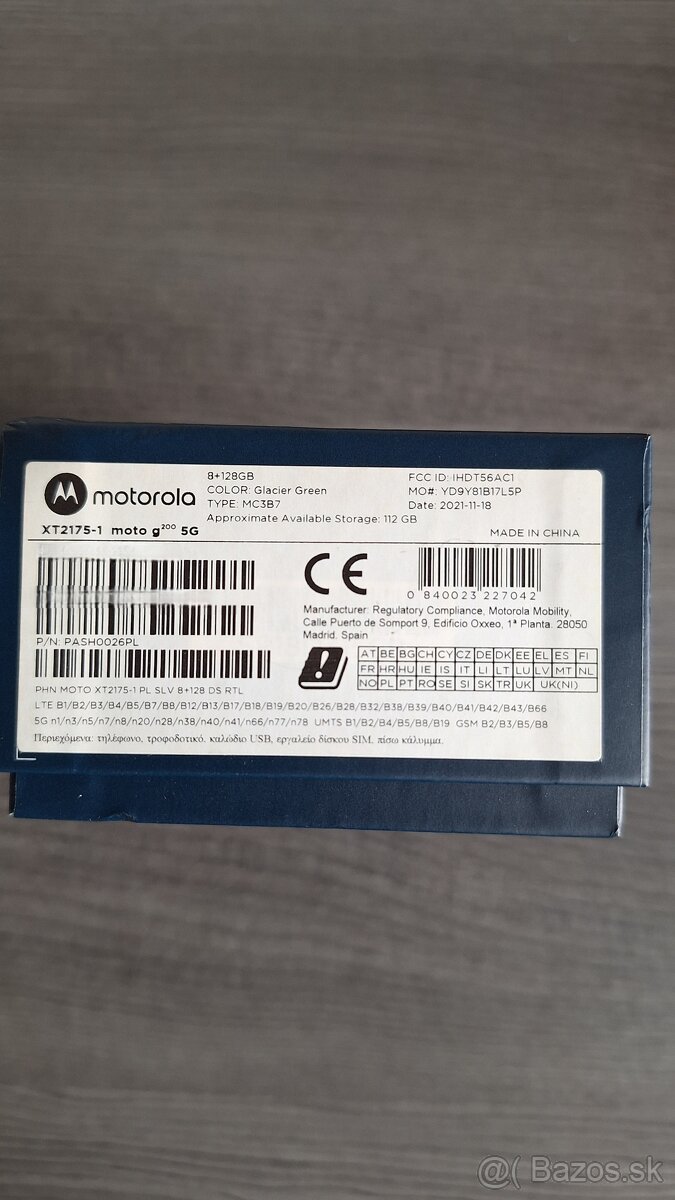 motorola
XT2175-1 moto g²⁰⁰ 5G
8+128GB
COLOR: Glacier Green
TYPE: MC3B7
Approximate Available Storage: 112 GB
FCC ID: IHDT56AC1
MO#: YD9Y81B17L5P
Date: 2021-11-18
MADE IN CHINA
P/N: PASH0026PL
CE
0 840023 227042
Manufacturer: Regulatory Compliance, Motorola Mobility,
Calle Puerto de Somport 9, Edificio Oxxeo, 1ª Planta. 28050
Madrid. Spain
AT BE BG CH CY CZ DE DK EE EL ES FI
FR HR HU IE IS IT LI LT LU LV MT NL
NO PL PT RO SE SI SK TR UK UK(NI)
PHN MOTO XT2175-1 PL SLV 8+128 DS RTL
LTE B1/B2/B3/B4/B5/B7/B8/B12/B13/B17/B18/B19/B20/B26/B28/B32/B38/B39/B40/B41/B42/B43/B66
5G n1/n3/n5/n7/n8/n20/n28/n38/n40/n41/n66/n77/n78 UMTS B1/B2/B4/B5/B8/B19 GSM B2/B3/B5/B8
Περιεχόμενα: τηλέφωνο, τροφοδοτικό. καλώδιο USB, εργαλείο δίσκου SIM, πίσω κάλυμμα.
@( Bazos.sk